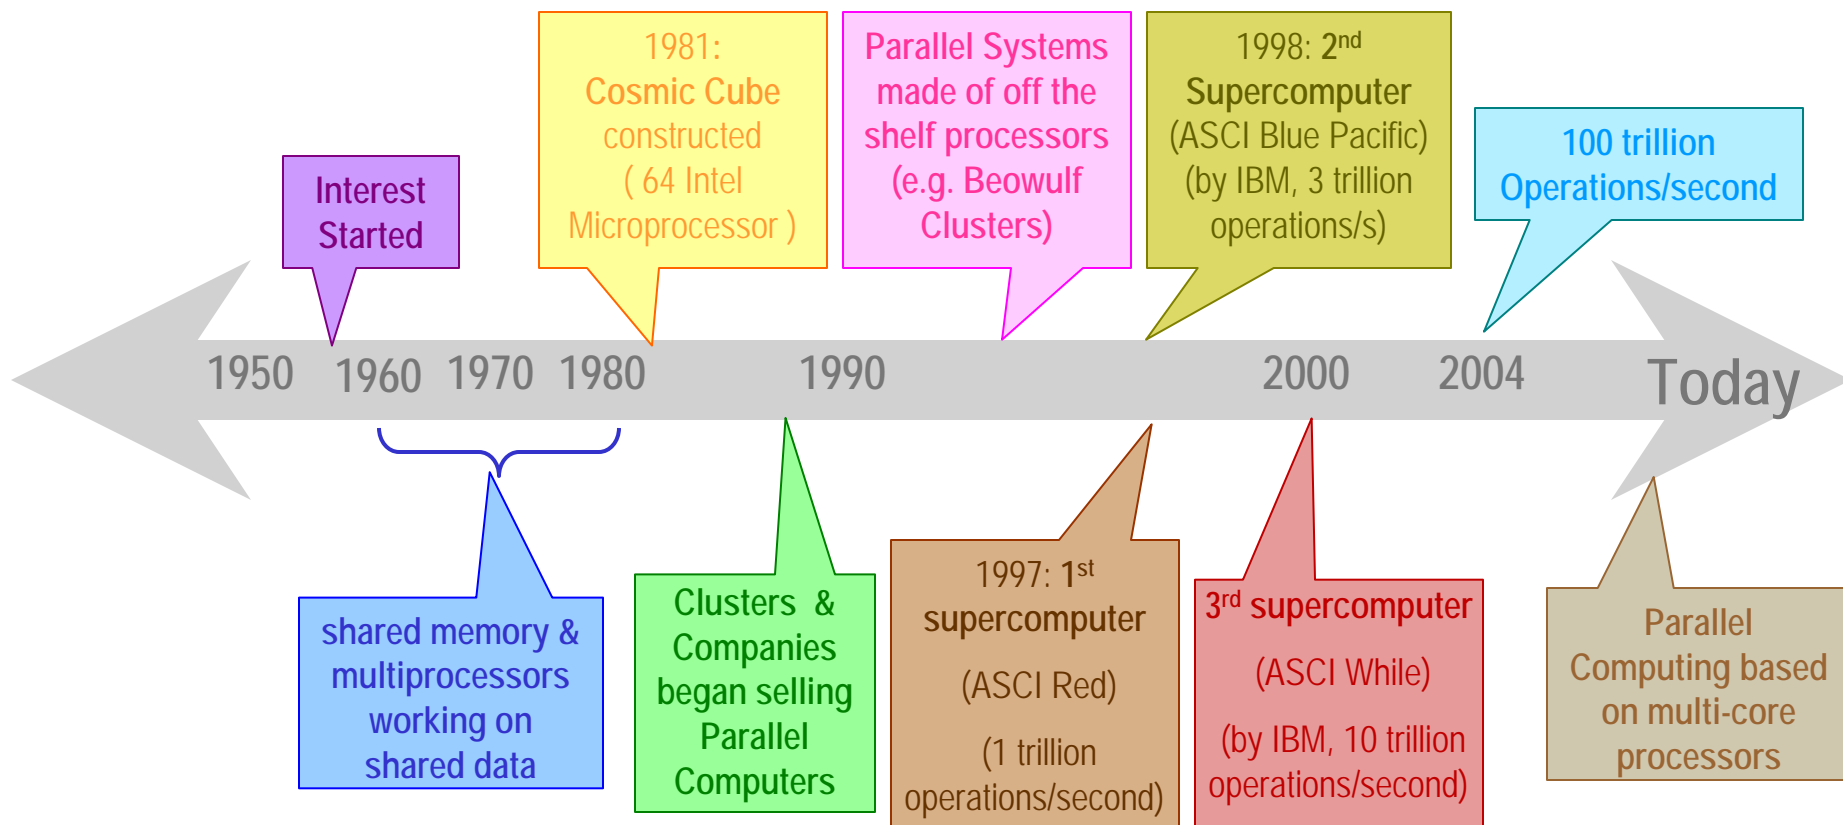 1981:
Cosmic Cube
constructed
( 64 Intel
Microprocessor )
Parallel Systems
made of off the
shelf processors
(e.g. Beowulf
Clusters)
1998: 2nd
Supercomputer
(ASCI Blue Pacific)
(by IBM, 3 trillion
operations/s)
100 trillion
Operations/second
Interest
Started
1950 1960 1970 1980 1990 2000 2004 Today
shared memory &
multiprocessors
working on
shared data
Clusters &
Companies
began selling
Parallel
Computers
1997: 1st
supercomputer
(ASCI Red)
(1 trillion
operations/second)
3rd supercomputer
(ASCI While)
(by IBM, 10 trillion
operations/second)
Parallel
Computing based
on multi-core
processors